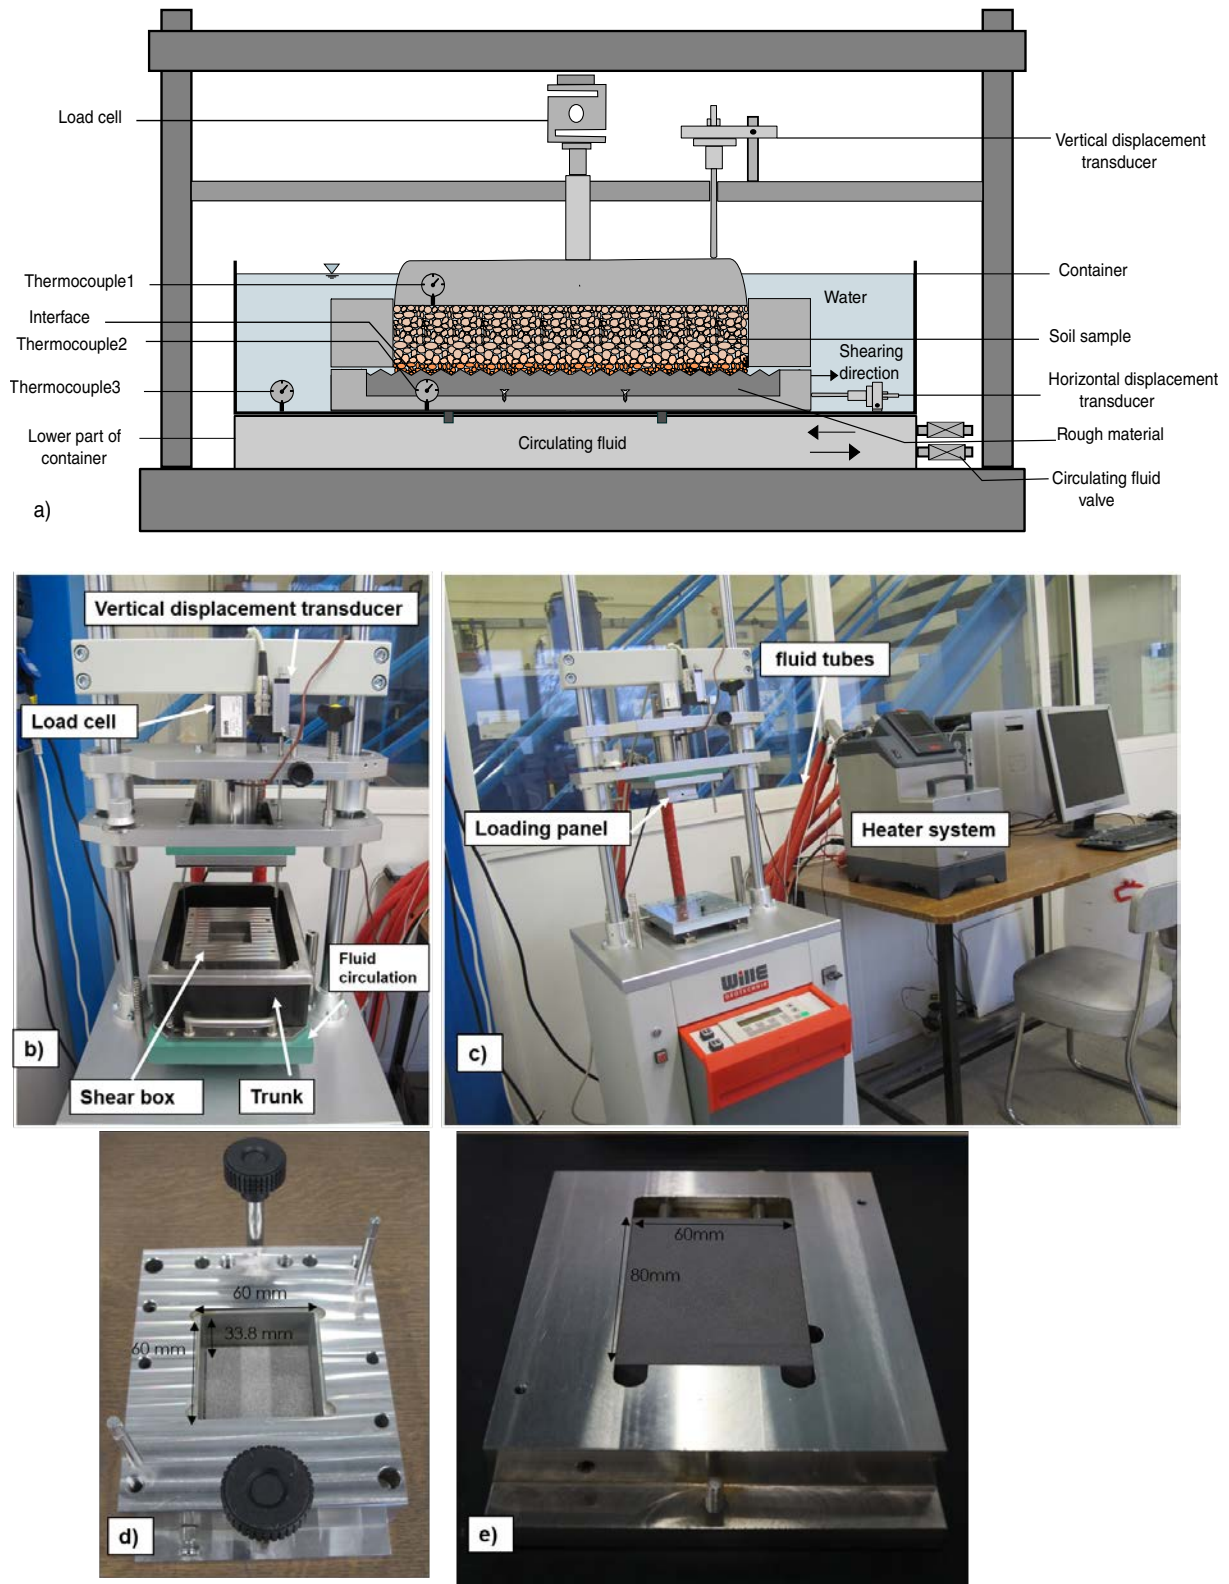 Load cell
Vertical displacement
transducer
Thermocouple1
Container
Water
Interface
Thermocouple2
Soil sample
Shearing
direction
Thermocouple3
Horizontal displacement
transducer
Lower part of
container
Circulating fluid
Rough material
Circulating fluid
valve
a)
Vertical displacement transducer
Load cell
Fluid
circulation
b)
Shear box
Trunk
fluid tubes
Loading panel
Heater system
wille
GEOTECHNIK
c)
60 mm
33.8 mm
60 mm
d)
60mm
80mm
e)